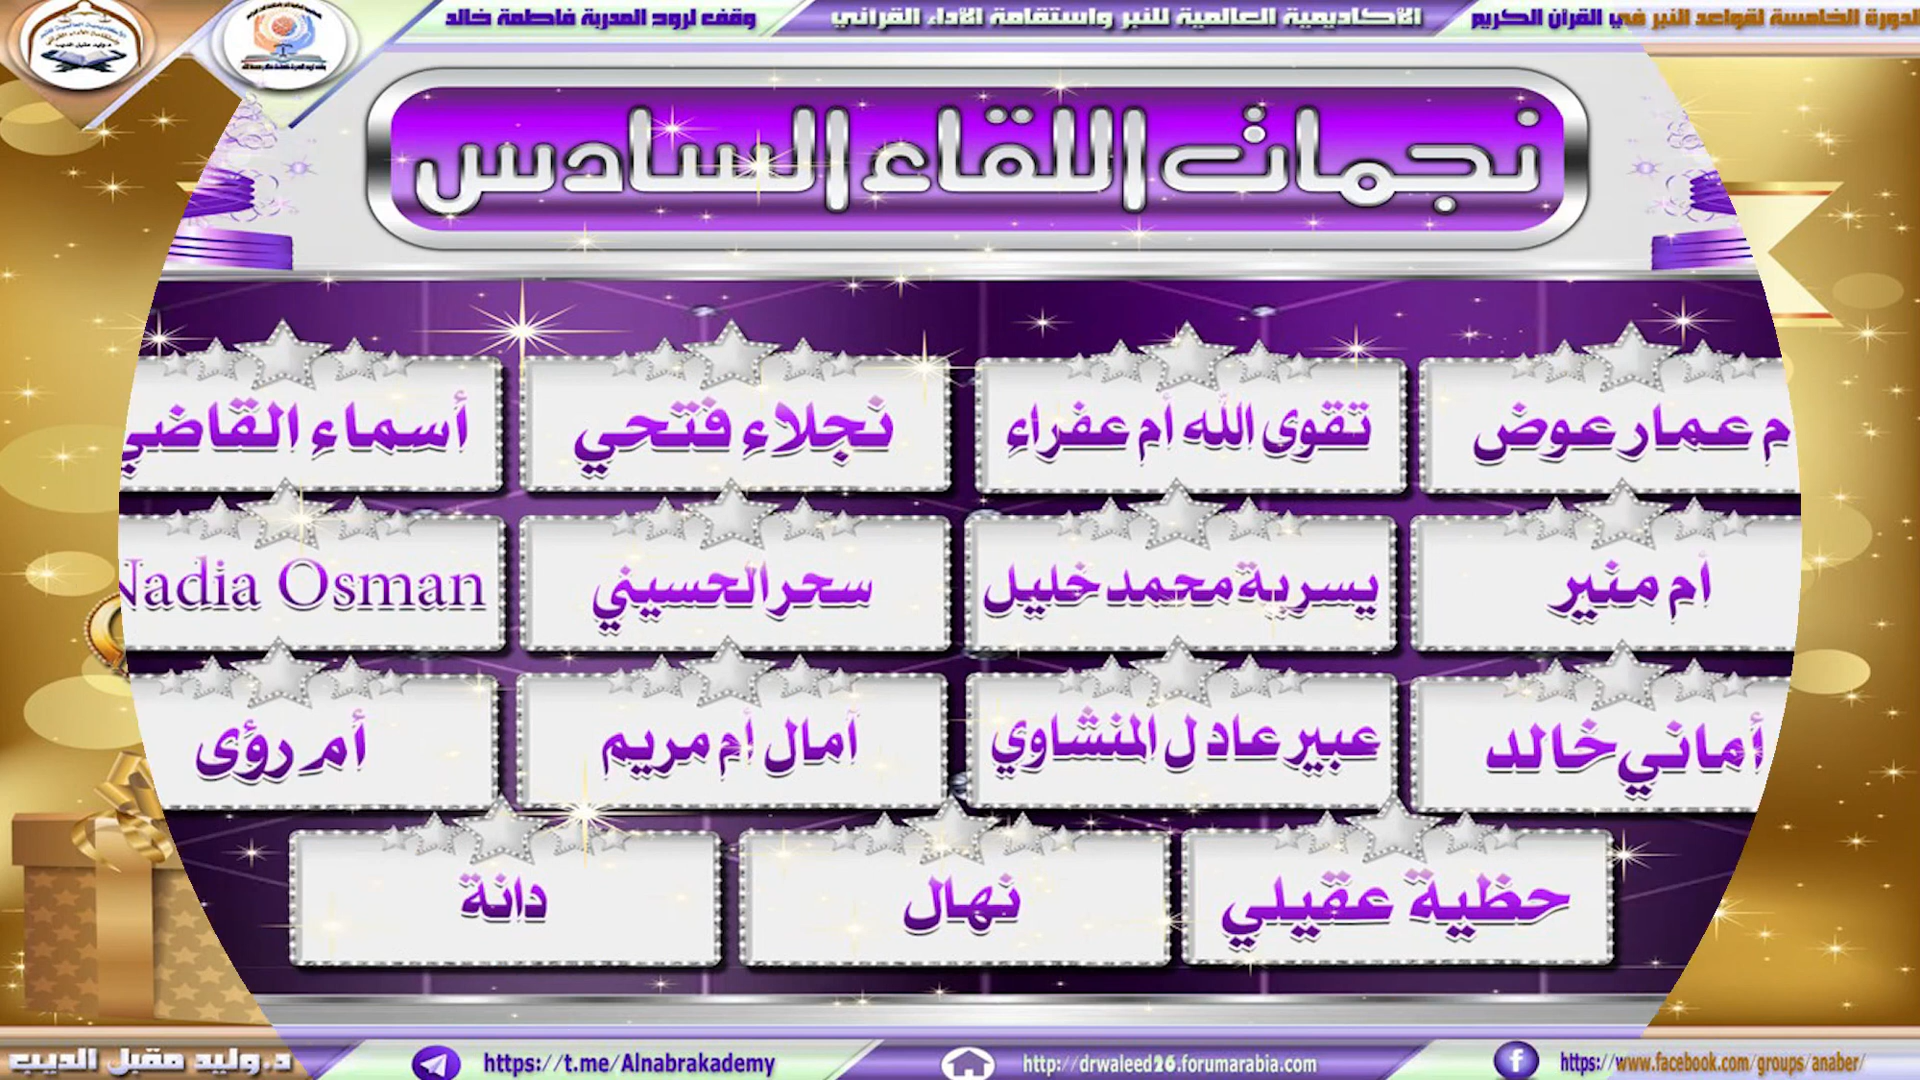 الدورة الخامسة لقواعد النبر في القرآن الكريم
الأكاديمية العالمية للنبر واستقامة الأداء القرآني
وقف لروح المدربة فاطمة خالد
نجمات اللقاء السادس
م عمار عوض
تقوى الله أم عفراء
نجلاء فتحي
أسماء القاضي
أم منير
يسرية محمد خليل
سحر الحسيني
Nadia Osman
أماني خالد
عبير عادل المنشاوي
آمال أم مريم
أم رؤى
حظية عقيلي
نهال
دانة
د.وليد مقبل الديب
https://t.me/Alnabrakademy
http://drwaleed26.forumarabia.com
https://www.facebook.com/groups/anaber/